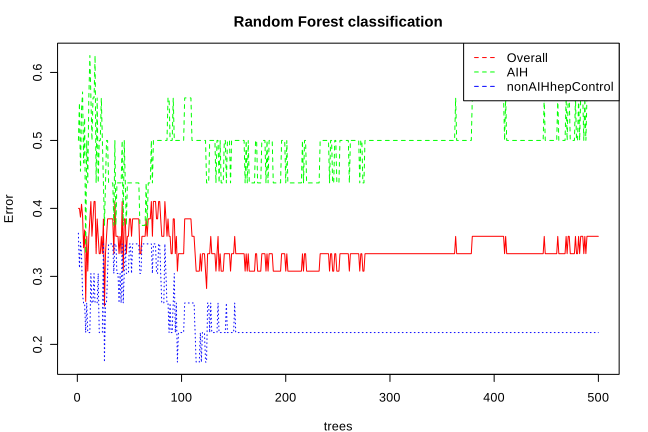 Random Forest classification
Overall
AIH
nonAIHhepControl
Error
0.6
0.5
0.4
0.3
0.2
0 100 200 300 400 500
trees